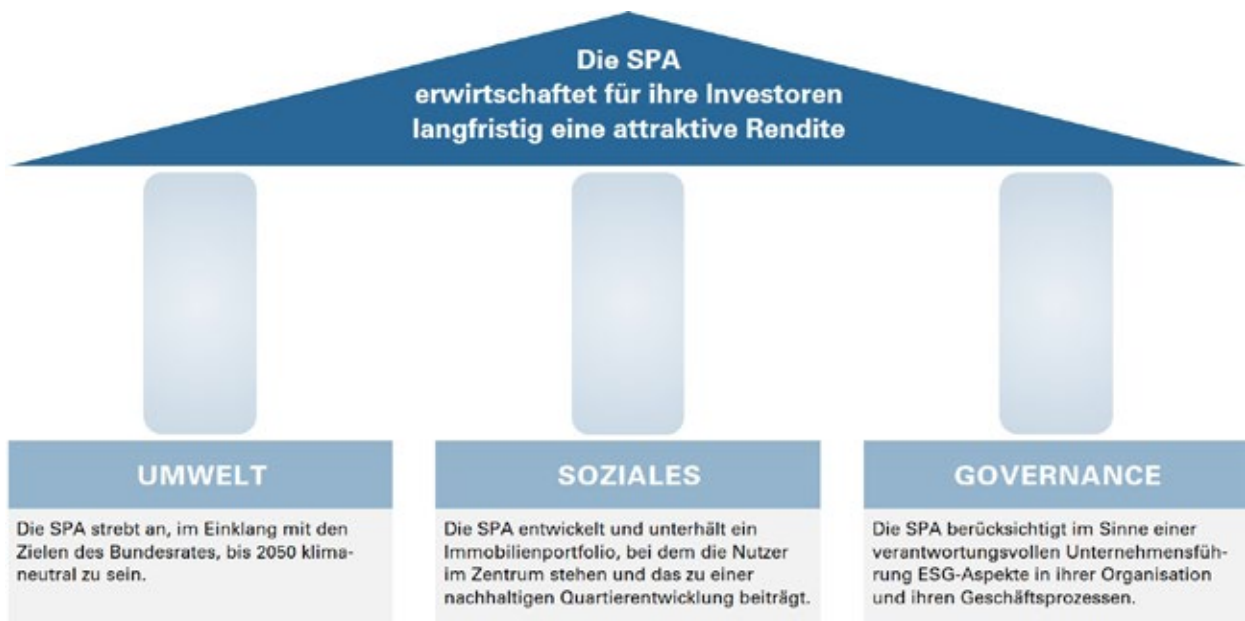 Die SPA
erwirtschaftet für ihre Investoren
langfristig eine attraktive Rendite
UMWELT
Die SPA strebt an, im Einklang mit den
Zielen des Bundesrates, bis 2050 klima-
neutral zu sein.
SOZIALES
Die SPA entwickelt und unterhält ein
Immobilienportfolio, bei dem die Nutzer
im Zentrum stehen und das zu einer
nachhaltigen Quartierentwicklung beiträgt.
GOVERNANCE
Die SPA berücksichtigt im Sinne einer
verantwortungsvollen Unternehmensfüh-
rung ESG-Aspekte in ihrer Organisation
und ihren Geschäftsprozessen.